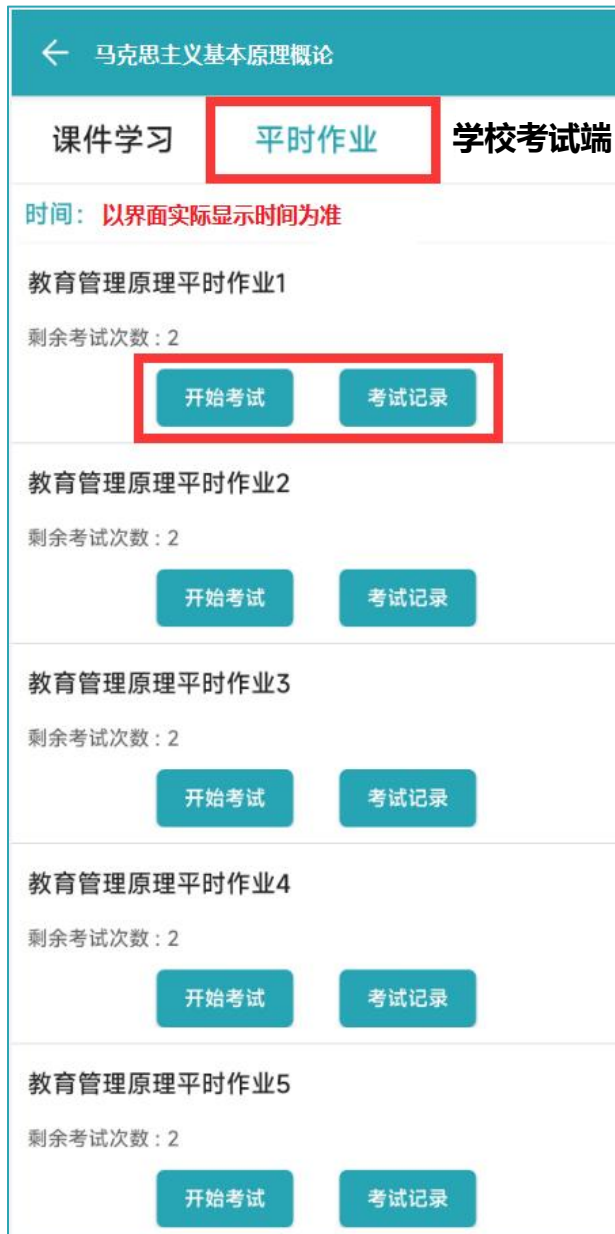 ← 马克思主义基本原理概论
课件学习 平时作业 学校考试端
时间：以界面实际显示时间为准
教育管理原理平时作业1
剩余考试次数：2
开始考试 考试记录
教育管理原理平时作业2
剩余考试次数：2
开始考试 考试记录
教育管理原理平时作业3
剩余考试次数：2
开始考试 考试记录
教育管理原理平时作业4
剩余考试次数：2
开始考试 考试记录
教育管理原理平时作业5
剩余考试次数：2
开始考试 考试记录